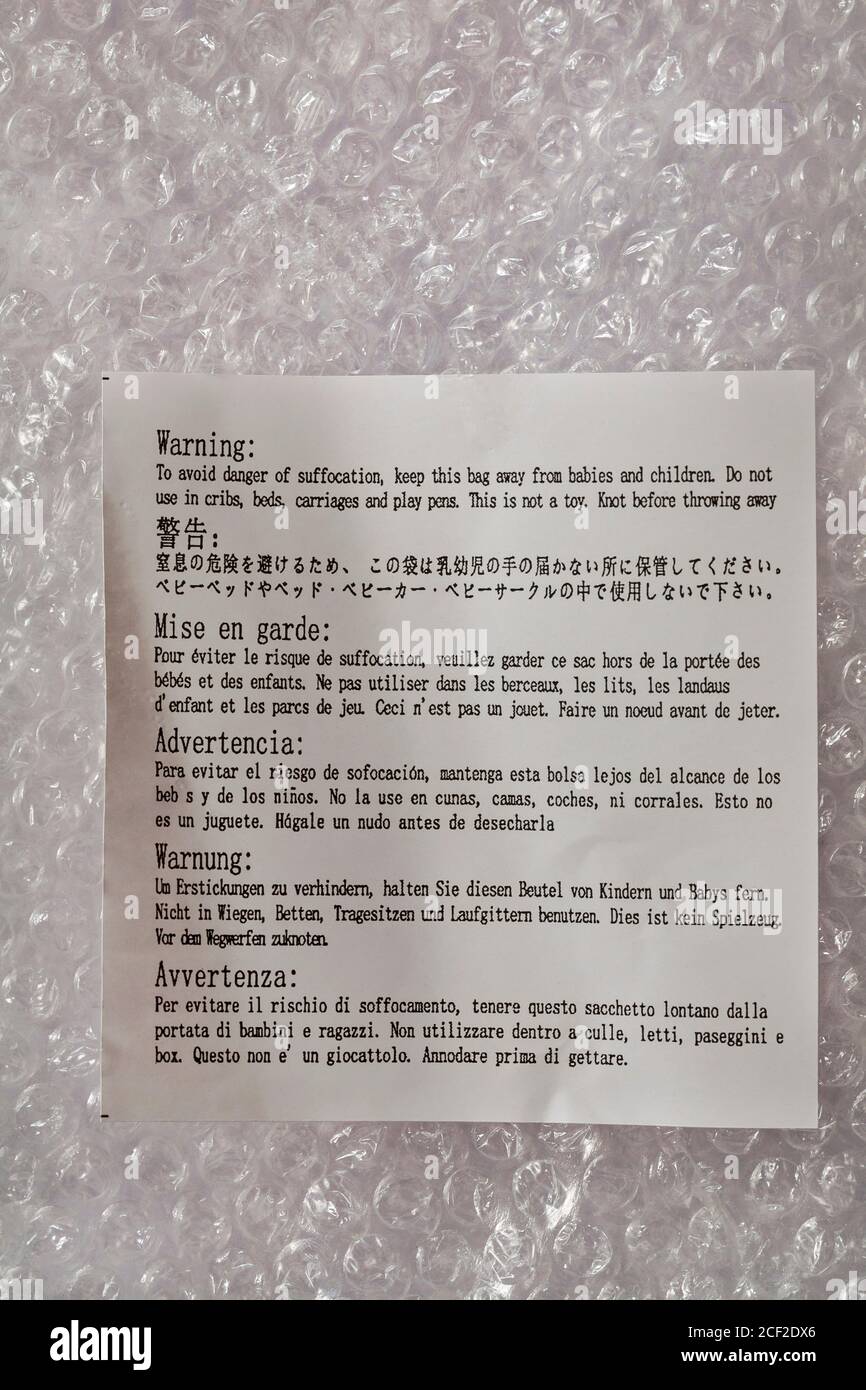 Warning:
To avoid danger of suffocation, keep this bag away from babies and children. Do not
use in cribs, beds, carriages and play pens. This is not a toy. Knot before throwing away
警告:
窒息の危険を避けるため、 この袋は乳幼児の手の届かない所に保管してください。
ベビーベッドやベッド・ベビーカー・ベビーサークルの中で使用しないで下さい。
Mise en garde:
Pour éviter le risque de suffocation, veuillez garder ce sac hors de la portée des
bébés et des enfants. Ne pas utiliser dans les berceaux, les lits, les landaus
d'enfant et les parcs de jeu. Ceci n'est pas un jouet. Faire un noeud avant de jeter.
Advertencia:
Para evitar el riesgo de sofocación, mantenga esta bolsa lejos del alcance de los
beb s y de los niños. No la use en cunas, camas, coches, ni corrales. Esto no
es un juguete. Hágale un nudo antes de desecharla
Warnung:
Um Erstickungen zu verhindern, halten Sie diesen Beutel von Kindern und Babys fern.
Nicht in Wiegen, Betten, Tragesitzen und Laufgittern benutzen. Dies ist kein Spielzeug.
Vor dem Wegwerfen zuknoten.
Avvertenza:
Per evitare il rischio di soffocamento, tenere questo sacchetto lontano dalla
portata di bambini e ragazzi. Non utilizzare dentro a culle, letti, paseggini e
box. Questo non e' un giocattolo. Annodare prima di gettare.
alamy
Image ID: 2CF2DX6
www.alamy.com